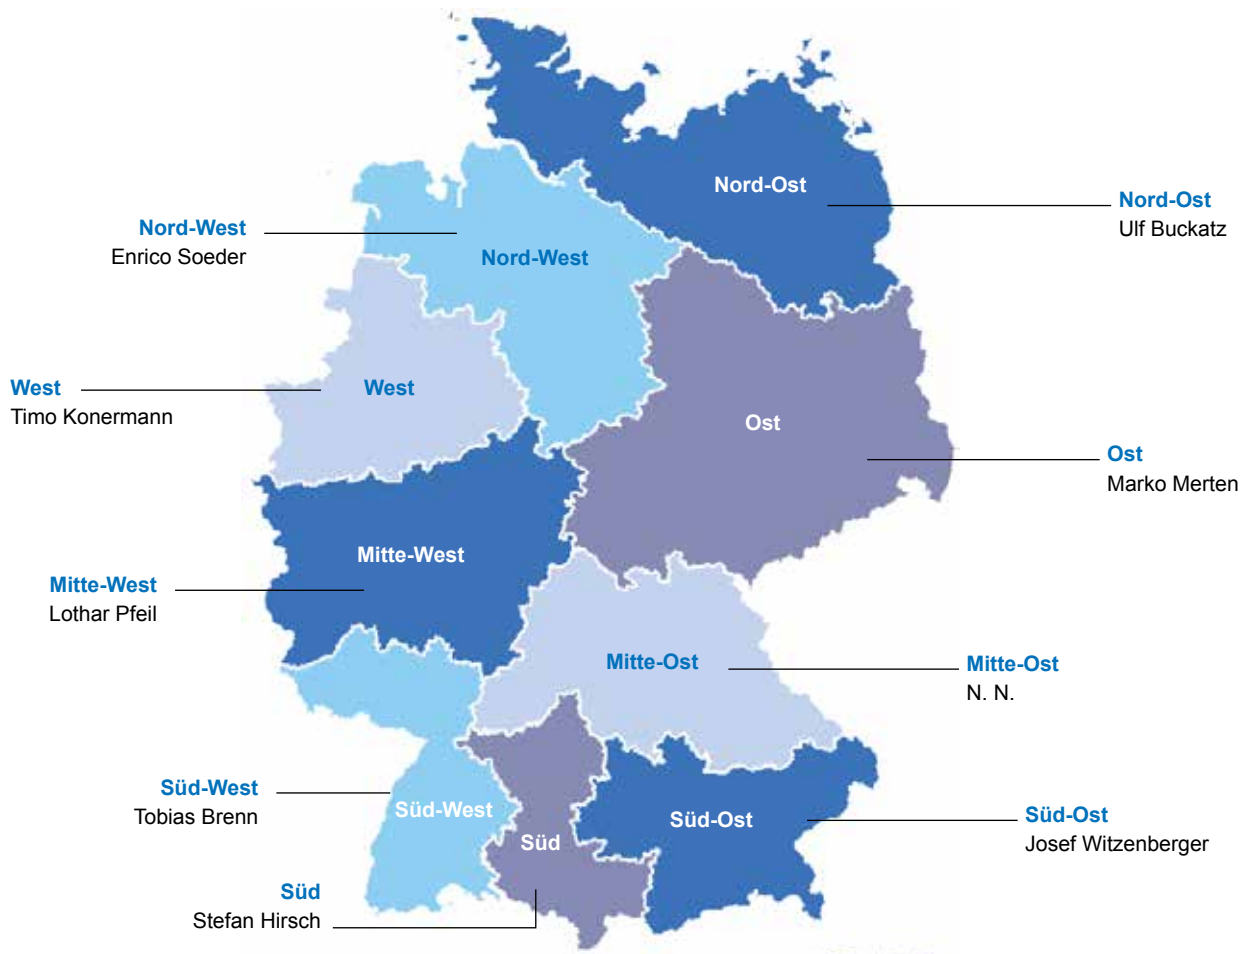 Nord-Ost
Nord-Ost
Ulf Buckatz
Nord-West
Enrico Soeder
Nord-West
West
Timo Konermann
West
Ost
Ost
Marko Merten
Mitte-West
Mitte-West
Lothar Pfeil
Mitte-Ost
Mitte-Ost
N. N.
Süd-West
Tobias Brenn
Süd-West
Süd-Ost
Süd-Ost
Josef Witzenberger
Süd
Süd
Stefan Hirsch